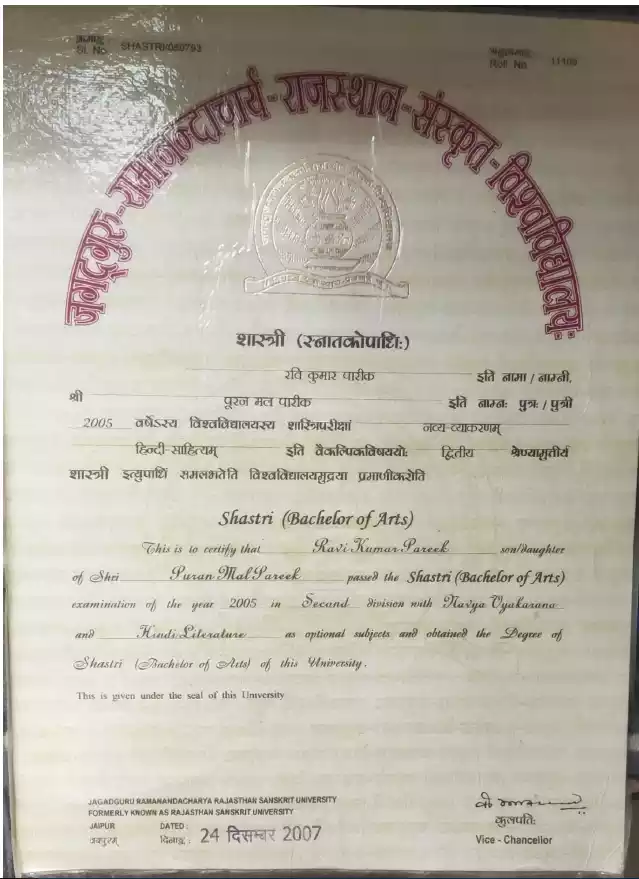 क्रमाङ्क
Sl. No. SHASTRI/060793
अनुक्रमाङ्क
Roll No. 11109
जगद्गुरु-रामानन्दाचार्य-राजस्थान-संस्कृत-विश्वविद्यालयः
शास्त्री (स्नातकोपाधिः)
रवि कुमार पारीक इति नामा / नाम्नी,
श्री पूरन मल पारीक इति नाम्नः पुत्रः / पुत्री
2005 वर्षेऽस्य विश्वविद्यालयस्य शास्त्रिपरीक्षां नव्य-व्याकरणम्
हिन्दी-साहित्यम् इति वैकल्पिकविषययोः द्वितीय श्रेण्यामुत्तीर्य
शास्त्री इत्युपाधिं समलभतेति विश्वविद्यालयमुद्रया प्रमाणीकरोति
Shastri (Bachelor of Arts)
This is to certify that Ravi Kumar Pareek son/daughter
of Shri Puran Mal Pareek passed the Shastri (Bachelor of Arts)
examination of the year 2005 in Second division with Navya Vyakarana
and Hindi Literature as optional subjects and obtained the Degree of
Shastri (Bachelor of Arts) of this University.
This is given under the seal of this University
JAGADGURU RAMANANDACHARYA RAJASTHAN SANSKRIT UNIVERSITY
FORMERLY KNOWN AS RAJASTHAN SANSKRIT UNIVERSITY
JAIPUR DATED :
जयपुरम् दिनाङ्क : 24 दिसम्बर 2007
कुलपतिः
Vice - Chancellor